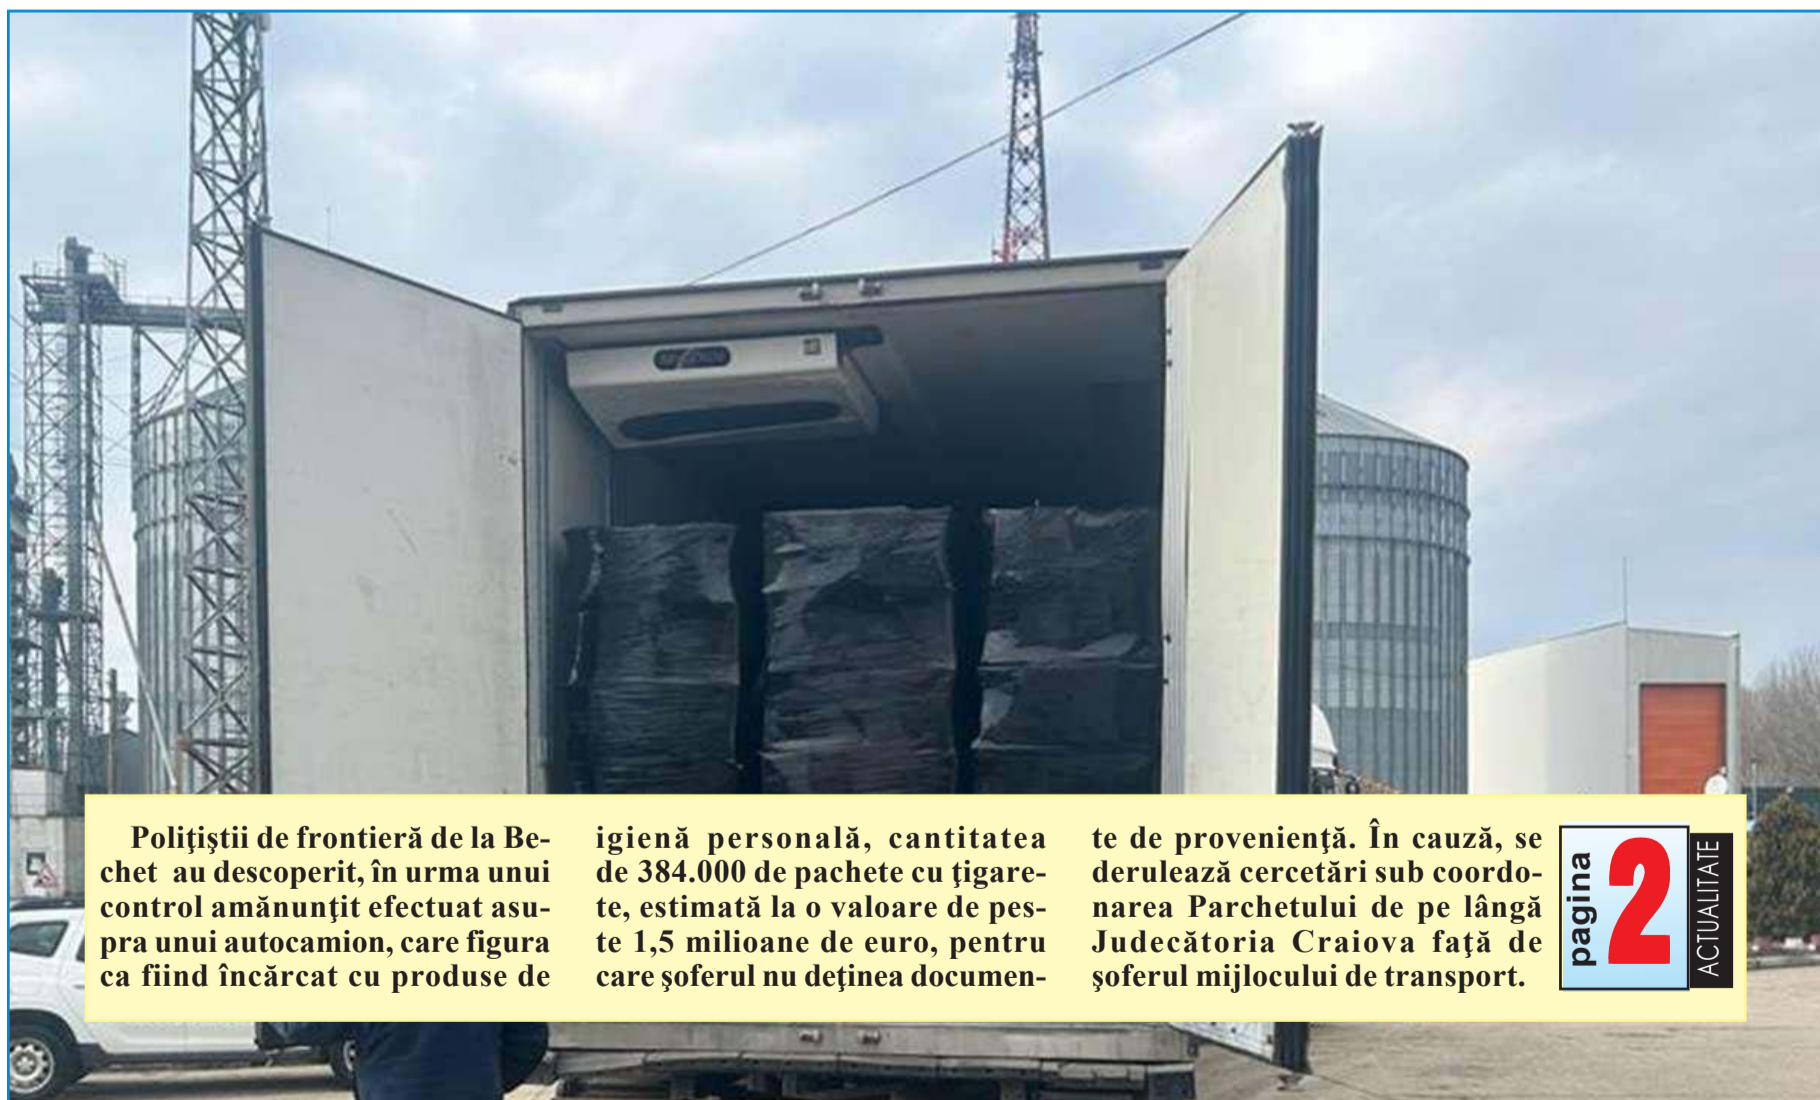 Poliţiştii de frontieră de la Be-
chet au descoperit, în urma unui
control amănunţit efectuat asu-
pra unui autocamion, care figura
ca fiind încărcat cu produse de
igienă personală, cantitatea
de 384.000 de pachete cu ţigare-
te, estimată la o valoare de pes-
te 1,5 milioane de euro, pentru
care şoferul nu deţinea documen-
te de provenienţă. În cauză, se
derulează cercetări sub coordo-
narea Parchetului de pe lângă
Judecătoria Craiova faţă de
şoferul mijlocului de transport.
pagina
2
ACTUALITATE